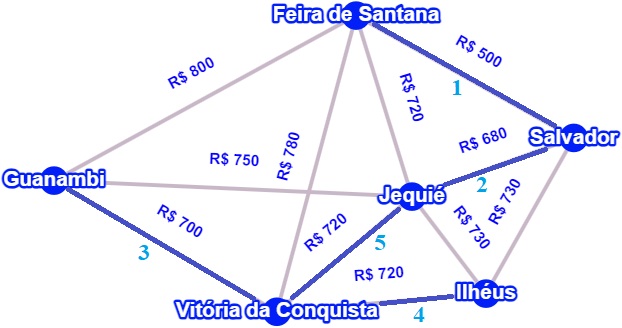 Feira de Santana
R$ 500
R$ 800
1
R$ 720
Salvador
R$ 680
R$ 780
R$ 750
Guanambi
2
Jequié
R$ 730
R$ 700
R$ 720
R$ 730
5
3
R$ 720
Ilhéus
Vitória da Conquista
4